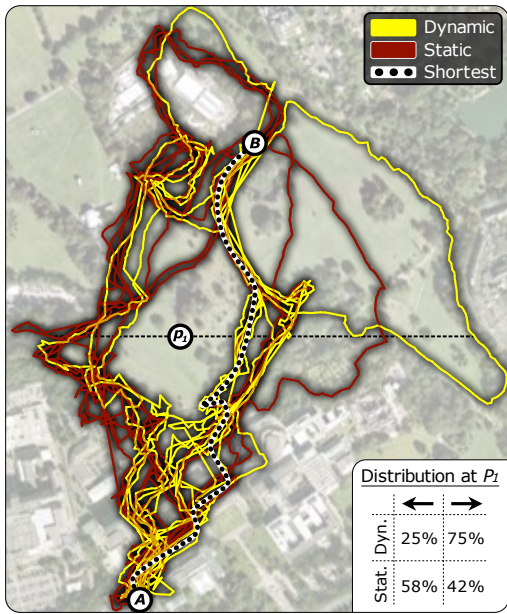 Dynamic
Static
Shortest
B
P1
A
Distribution at P1
← →
Dyn. 25% 75%
Stat. 58% 42%